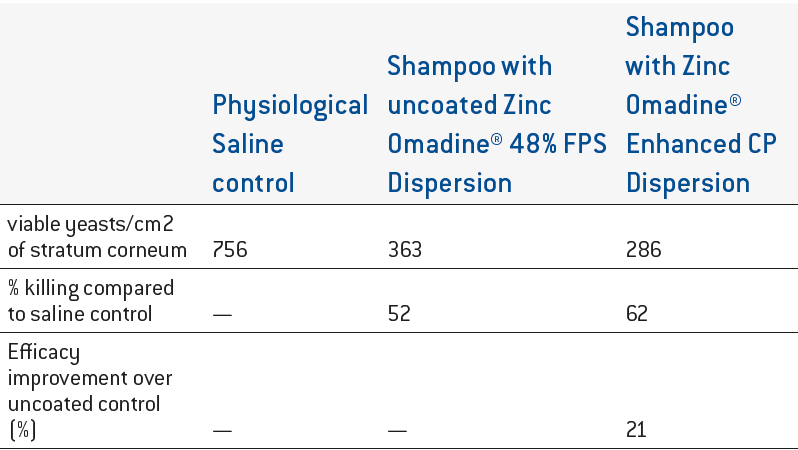 Physiological
Saline
control
Shampoo with
uncoated Zinc
Omadine® 48% FPS
Dispersion
Shampoo
with Zinc
Omadine®
Enhanced CP
Dispersion
viable yeasts/cm2
of stratum corneum 756 363 286
% killing compared
to saline control — 52 62
Efficacy
improvement over
uncoated control
(%) — — 21